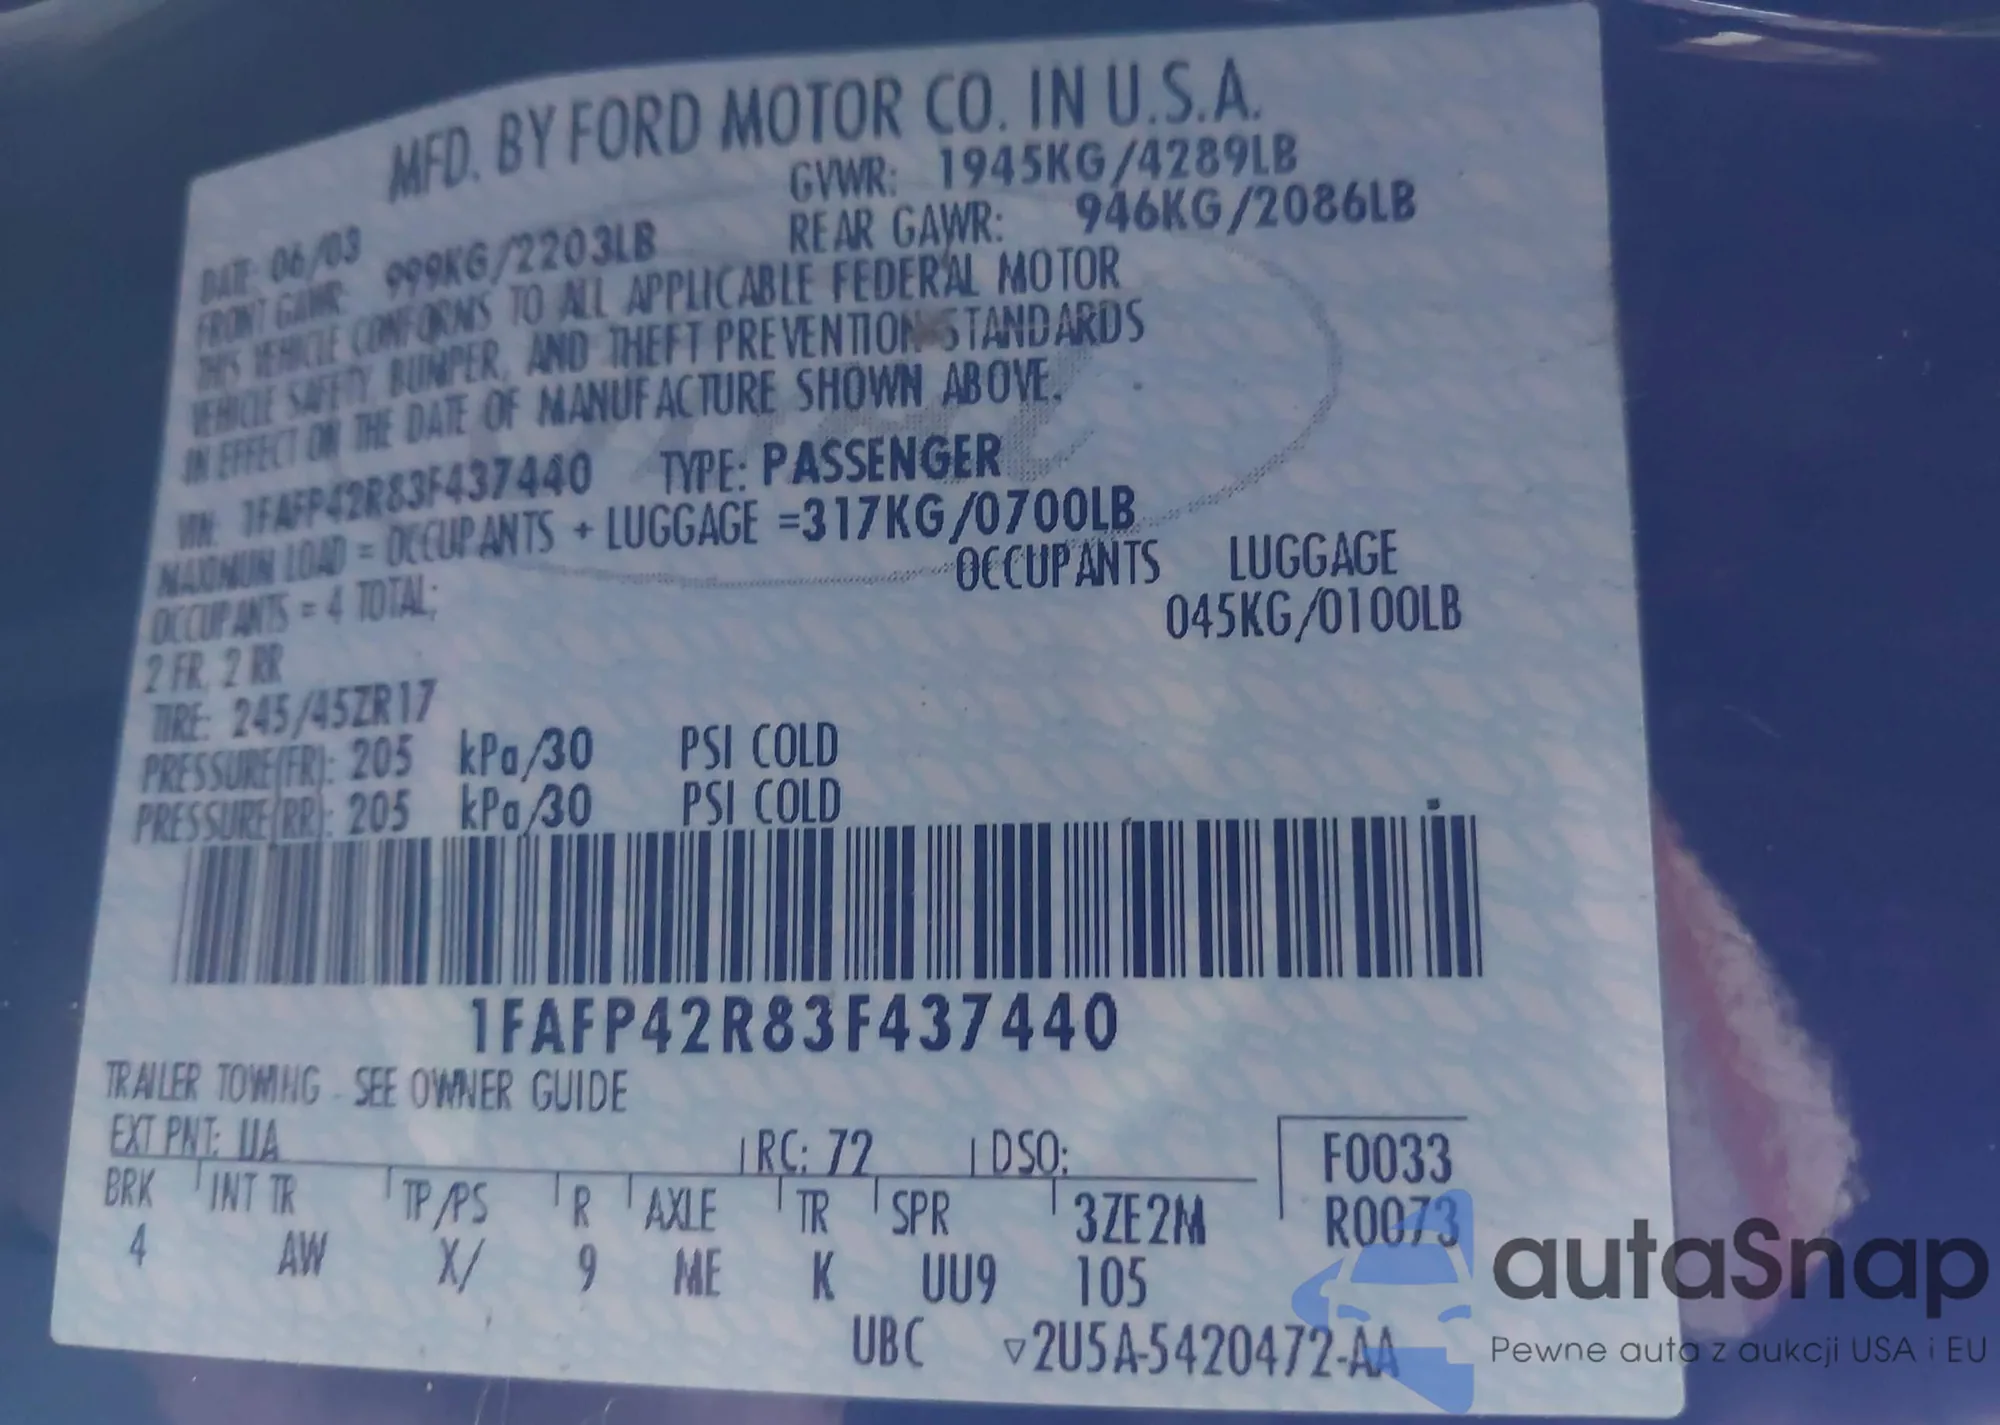 MFD. BY FORD MOTOR CO. IN U.S.A.
DATE: 06/03 GVWR: 1945KG/4289LB
FRONT GAWR: 999KG/2203LB REAR GAWR: 946KG/2086LB
THIS VEHICLE CONFORMS TO ALL APPLICABLE FEDERAL MOTOR
VEHICLE SAFETY, BUMPER, AND THEFT PREVENTION STANDARDS
IN EFFECT ON THE DATE OF MANUFACTURE SHOWN ABOVE.
VIN: 1FAFP42R83F437440 TYPE: PASSENGER
MAXIMUN LOAD = OCCUPANTS + LUGGAGE =317KG/0700LB
OCCUPANTS = 4 TOTAL; OCCUPANTS LUGGAGE
2 FR, 2 RR 045KG/0100LB
TIRE: 245/45ZR17
PRESSURE(FR): 205 kPa/30 PSI COLD
PRESSURE(RR): 205 kPa/30 PSI COLD
1FAFP42R83F437440
TRAILER TOWING - SEE OWNER GUIDE
EXT PNT: UA RC: 72 DSO: F0033
BRK INT TR TP/PS R AXLE TR SPR 3ZE2M R0073
4 AW X/ 9 ME K UU9 105
UBC ▽2U5A-5420472-AA
autaSnap
Pewne auta z aukcji USA i EU